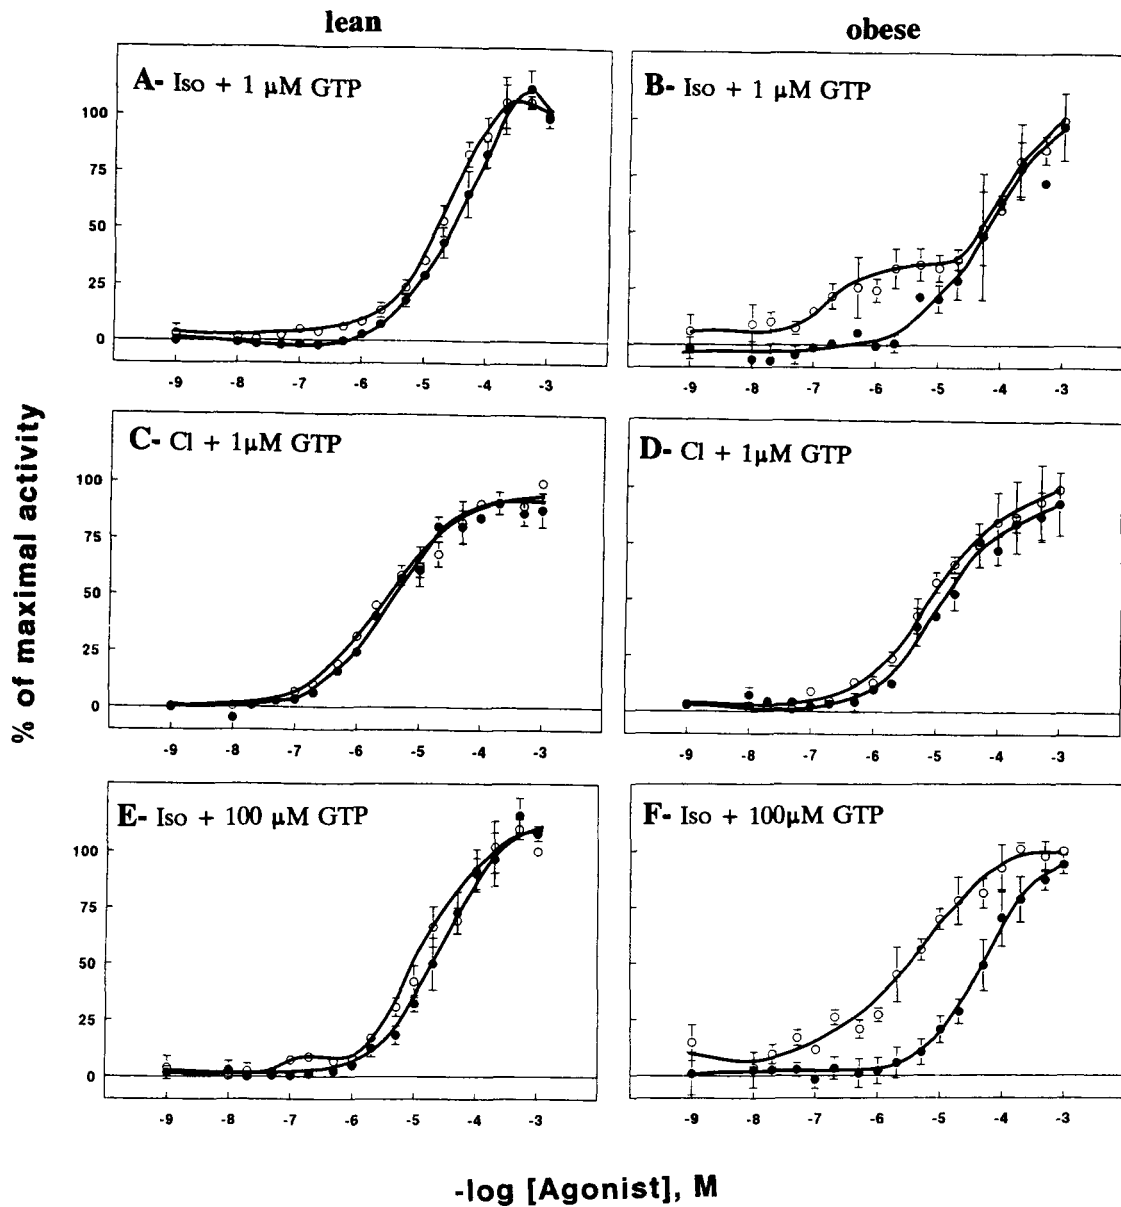 lean
obese
A- Iso + 1 μM GTP
B- Iso + 1 μM GTP
100
75
50
25
0
-9 -8 -7 -6 -5 -4 -3
-9 -8 -7 -6 -5 -4 -3
C- Cl + 1μM GTP
D- Cl + 1μM GTP
100
75
50
25
0
-9 -8 -7 -6 -5 -4 -3
-9 -8 -7 -6 -5 -4 -3
E- Iso + 100 μM GTP
F- Iso + 100μM GTP
100
75
50
25
0
-9 -8 -7 -6 -5 -4 -3
-9 -8 -7 -6 -5 -4 -3
% of maximal activity
-log [Agonist], M